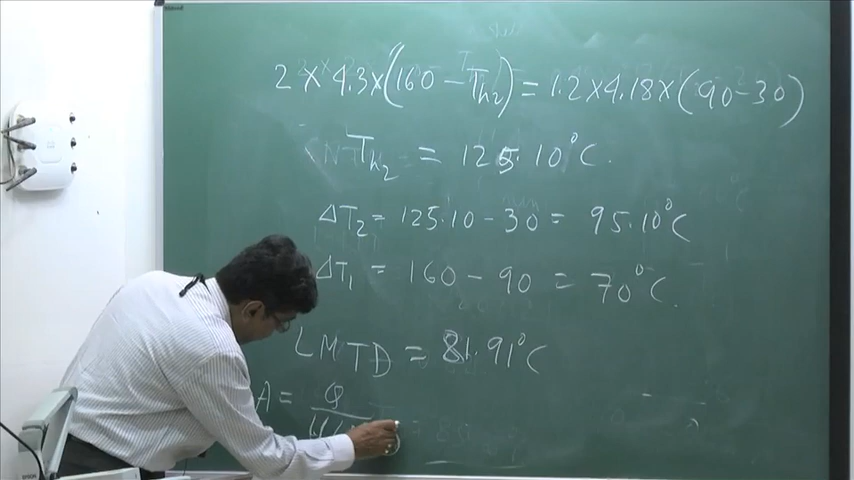 2 × 4.3 × (160 − Th2) = 1.2 × 4.18 × (90 − 30)
Th2 = 125.10°C.
ΔT2 = 125.10 − 30 = 95.10°C
ΔT1 = 160 − 90 = 70°C.
LMTD = 81.91°C
A = Q